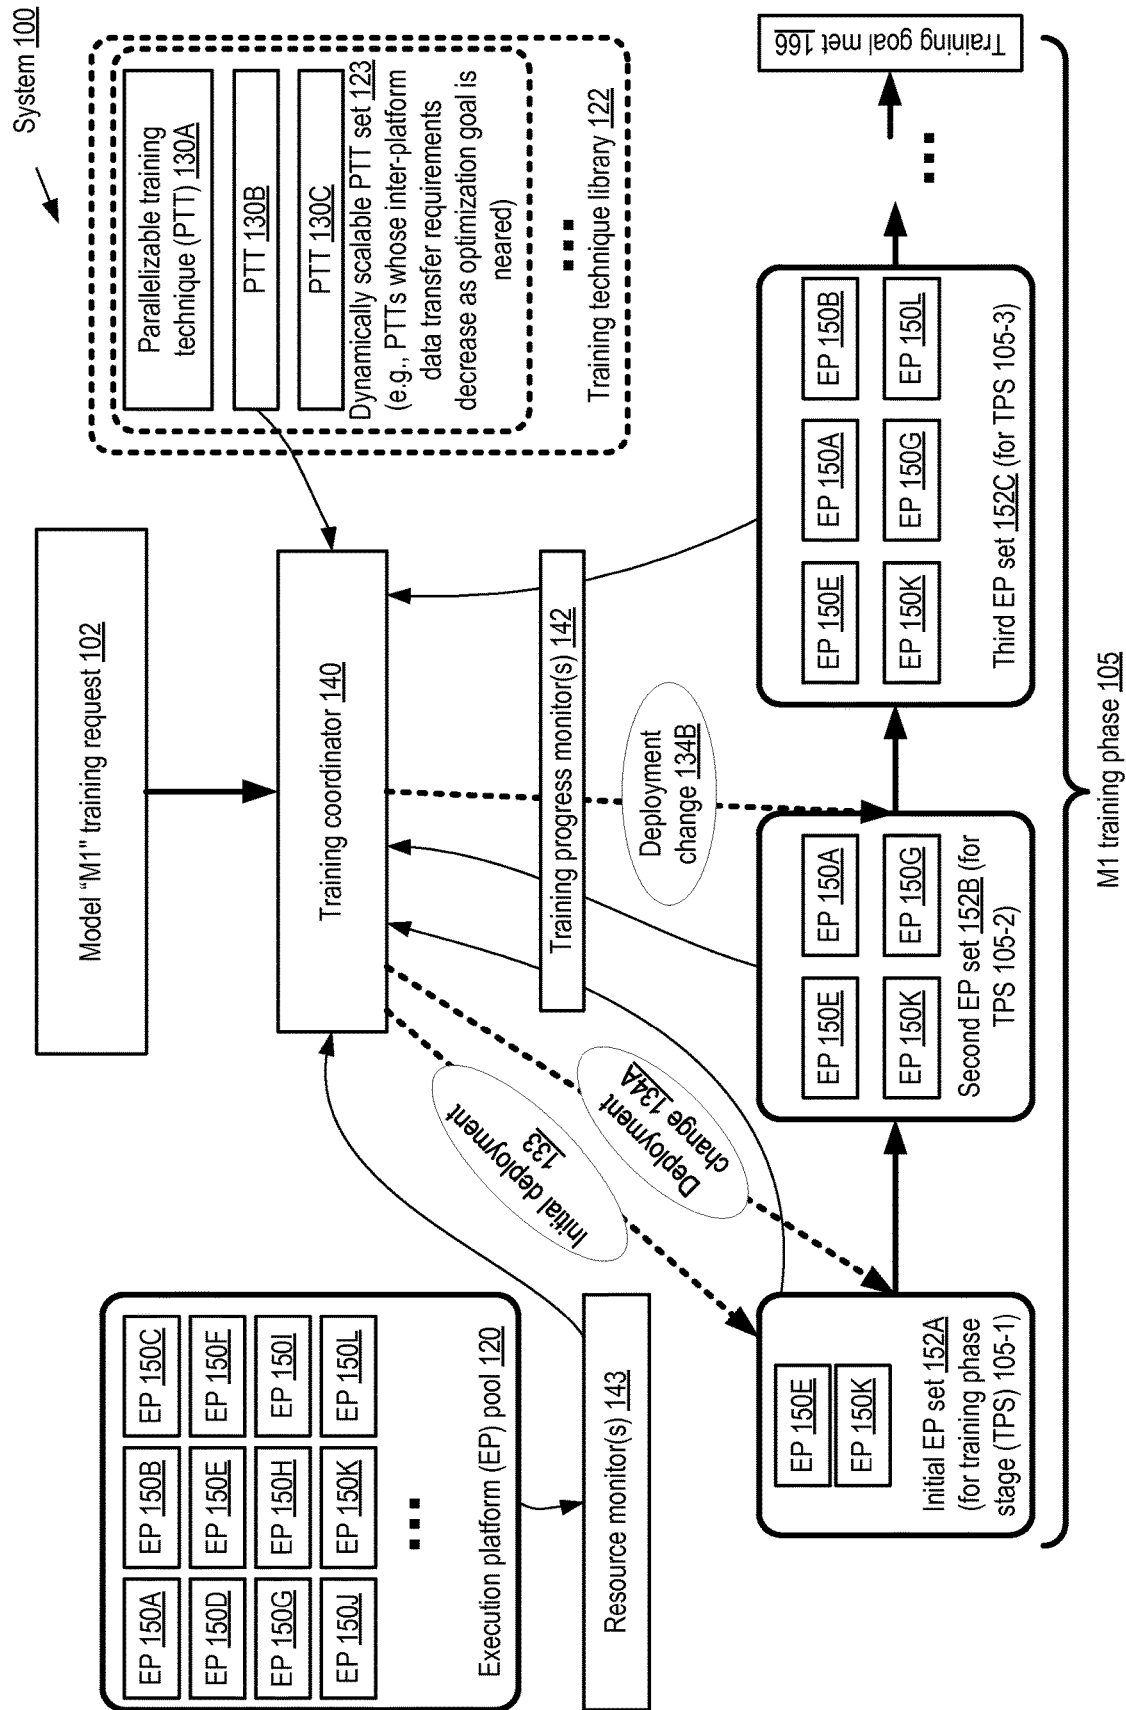 System 100
Model “M1" training request 102
Parallelizable training
technique (PTT) 130A
PTT 130B
PTT 130C
Dynamically scalable PTT set 123
(e.g., PTTs whose inter-platform
data transfer requirements
decrease as optimization goal is
neared)
Training technique library 122
EP 150A
EP 150B
EP 150C
EP 150D
EP 150E
EP 150F
EP 150G
EP 150H
EP 150I
EP 150J
EP 150K
EP 150L
Execution platform (EP) pool 120
Training coordinator 140
Resource monitor(s) 143
Training progress monitor(s) 142
Initial deployment
133
Deployment
change 134A
Deployment
change 134B
EP 150E
EP 150K
Initial EP set 152A
(for training phase
stage (TPS) 105-1)
EP 150E
EP 150A
EP 150K
EP 150G
Second EP set 152B (for
TPS 105-2)
EP 150E
EP 150A
EP 150B
EP 150K
EP 150G
EP 150L
Third EP set 152C (for TPS 105-3)
Training goal met 166
M1 training phase 105